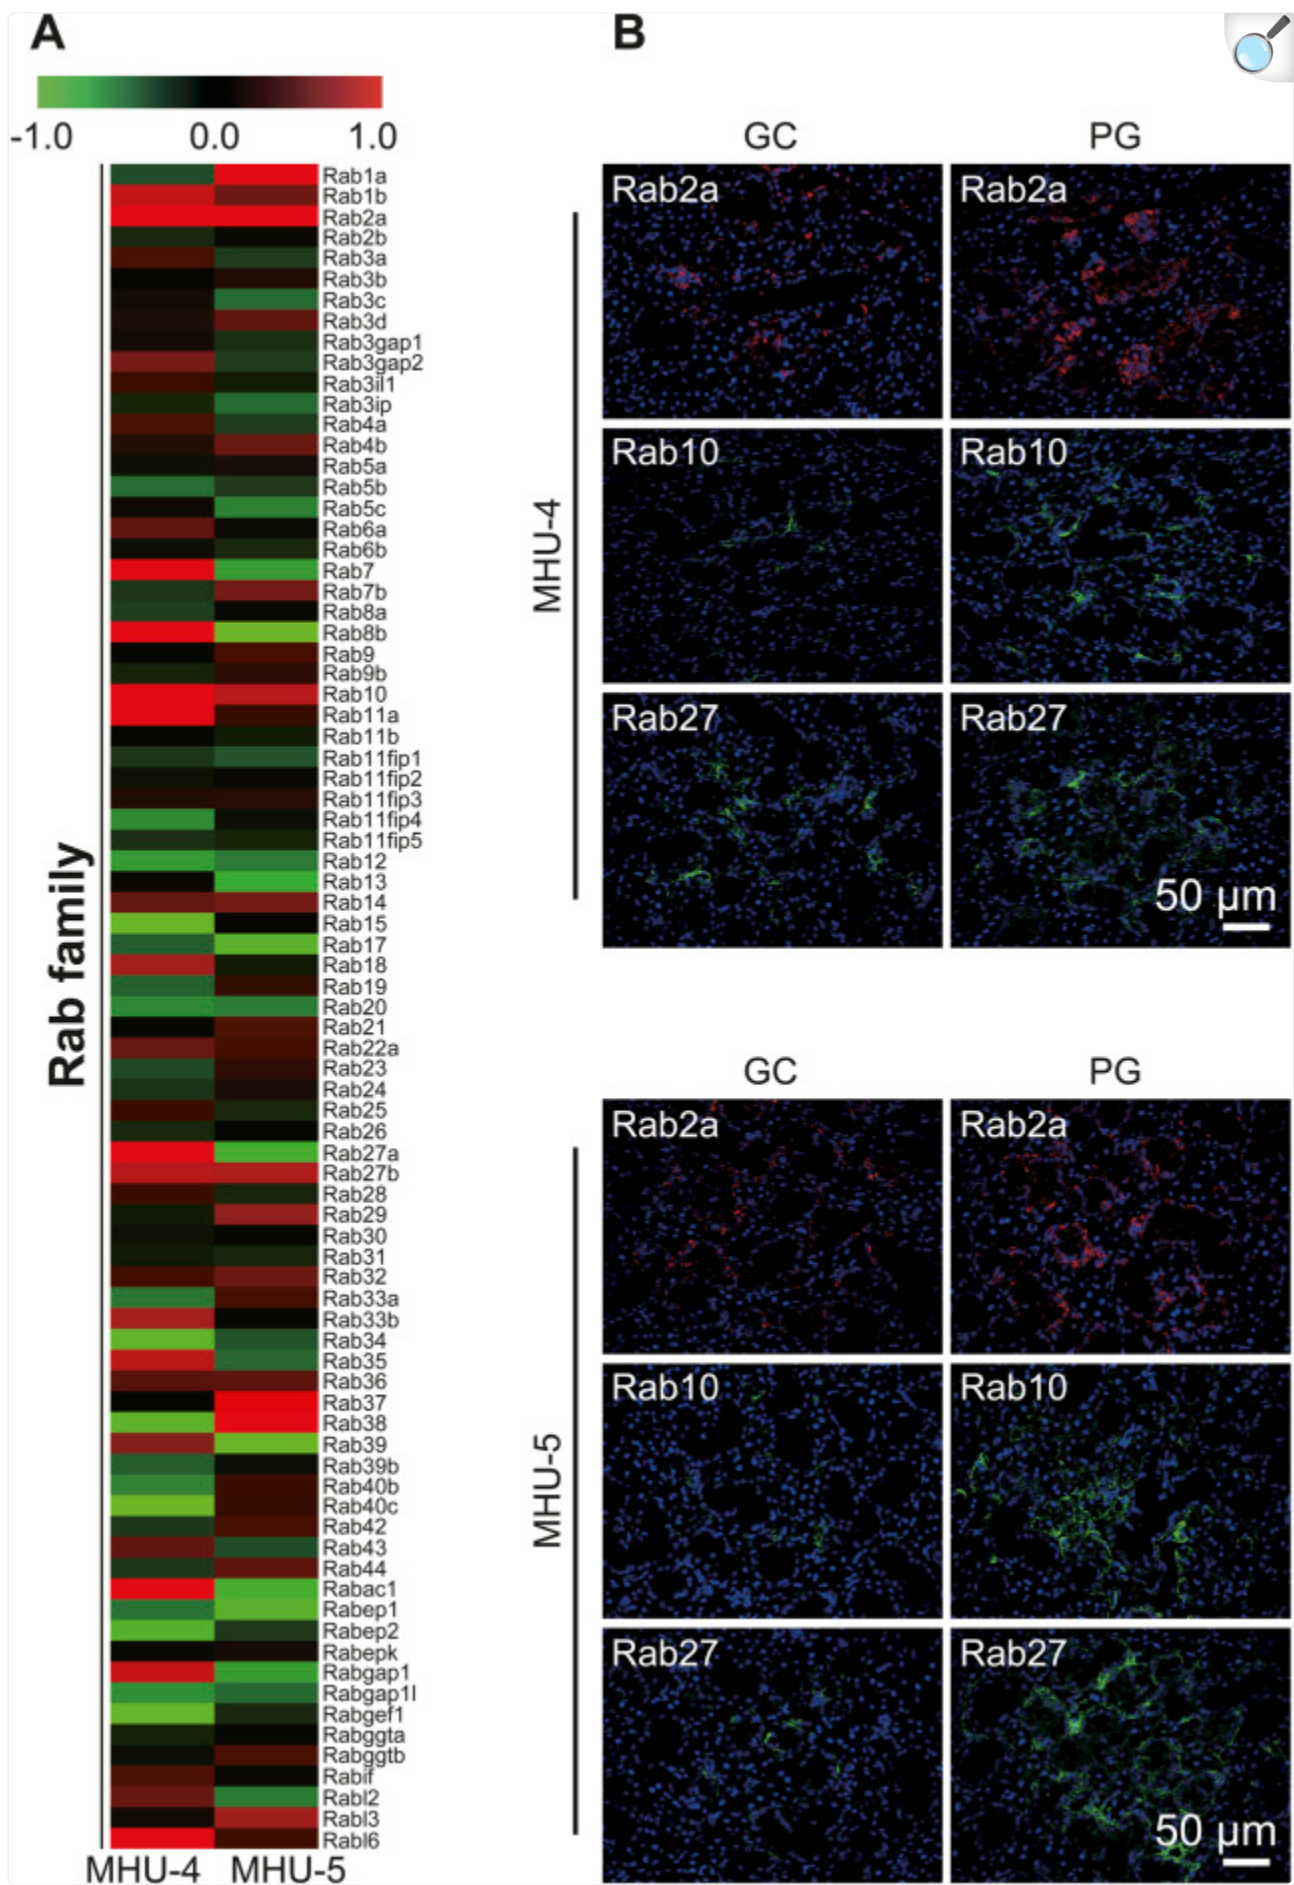 A
-1.0 0.0 1.0
Rab family
Rab1a
Rab1b
Rab2a
Rab2b
Rab3a
Rab3b
Rab3c
Rab3d
Rab3gap1
Rab3gap2
Rab3il1
Rab3ip
Rab4a
Rab4b
Rab5a
Rab5b
Rab5c
Rab6a
Rab6b
Rab7
Rab7b
Rab8a
Rab8b
Rab9
Rab9b
Rab10
Rab11a
Rab11b
Rab11fip1
Rab11fip2
Rab11fip3
Rab11fip4
Rab11fip5
Rab12
Rab13
Rab14
Rab15
Rab17
Rab18
Rab19
Rab20
Rab21
Rab22a
Rab23
Rab24
Rab25
Rab26
Rab27a
Rab27b
Rab28
Rab29
Rab30
Rab31
Rab32
Rab33a
Rab33b
Rab34
Rab35
Rab36
Rab37
Rab38
Rab39
Rab39b
Rab40b
Rab40c
Rab42
Rab43
Rab44
Rabac1
Rabep1
Rabep2
Rabepk
Rabgap1
Rabgap1l
Rabgef1
Rabggta
Rabggtb
Rabif
Rabl2
Rabl3
Rabl6
MHU-4 MHU-5
B
GC PG
MHU-4
Rab2a Rab2a
Rab10 Rab10
Rab27 Rab27
50 µm
GC PG
MHU-5
Rab2a Rab2a
Rab10 Rab10
Rab27 Rab27
50 µm